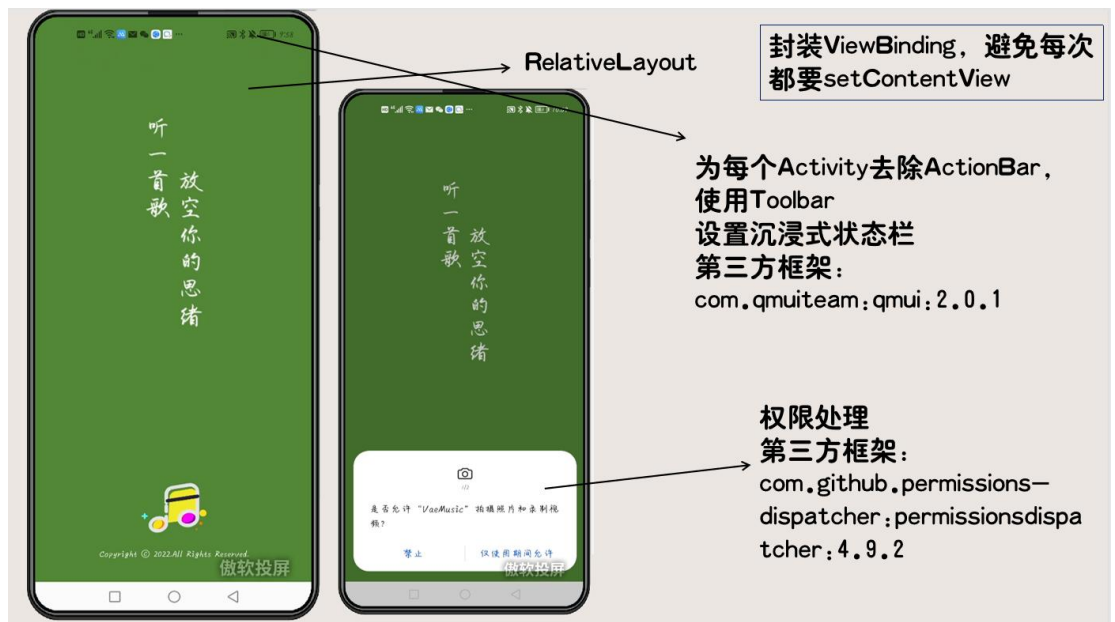 9:58
听一首歌
放空你的思绪
Copyright © 2022.All Rights Reserved.
傲软投屏
听一首歌
放空你的思绪
1/2
是否允许 “VaeMusic” 拍摄照片和录制视
频?
禁止
仅使用期间允许
傲软投屏
RelativeLayout
封装ViewBinding，避免每次
都要setContentView
为每个Activity去除ActionBar，
使用Toolbar
设置沉浸式状态栏
第三方框架：
com.qmuiteam:qmui:2.0.1
权限处理
第三方框架：
com.github.permissions-
dispatcher:permissionsdispa
tcher:4.9.2